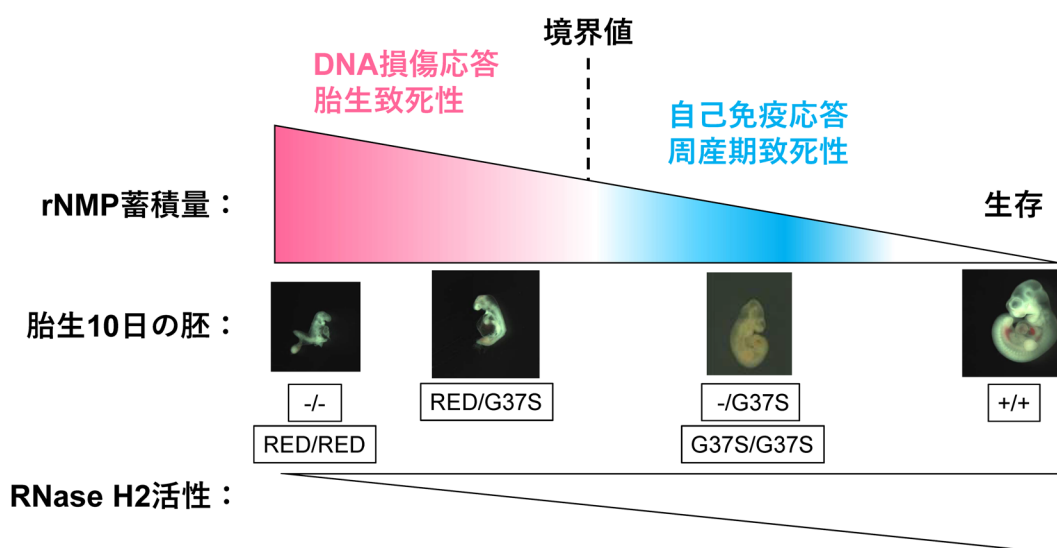 境界値
DNA損傷応答
胎生致死性
自己免疫応答
周産期致死性
rNMP蓄積量：
生存
胎生10日の胚：
-/-
RED/G37S
-/G37S
+/+
RED/RED
G37S/G37S
RNase H2活性：